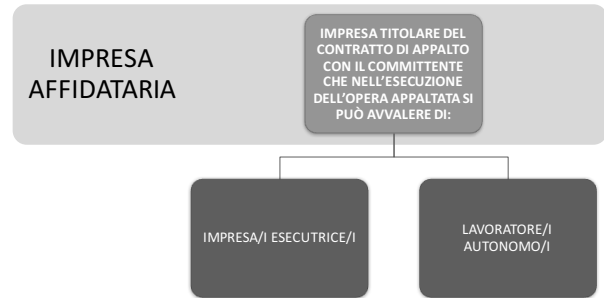 IMPRESA
AFFIDATARIA
IMPRESA TITOLARE DEL
CONTRATTO DI APPALTO
CON IL COMMITTENTE
CHE NELL'ESECUZIONE
DELL'OPERA APPALTATA SI
PUÒ AVVALERE DI:
IMPRESA/I ESECUTRICE/I
LAVORATORE/I
AUTONOMO/I